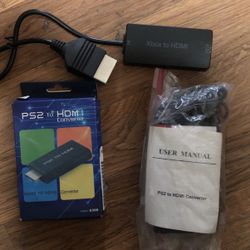 Xbox to HDMI
PS2 to HDMI
Converter
USER MANUAL
PS2 to HDMI Converter